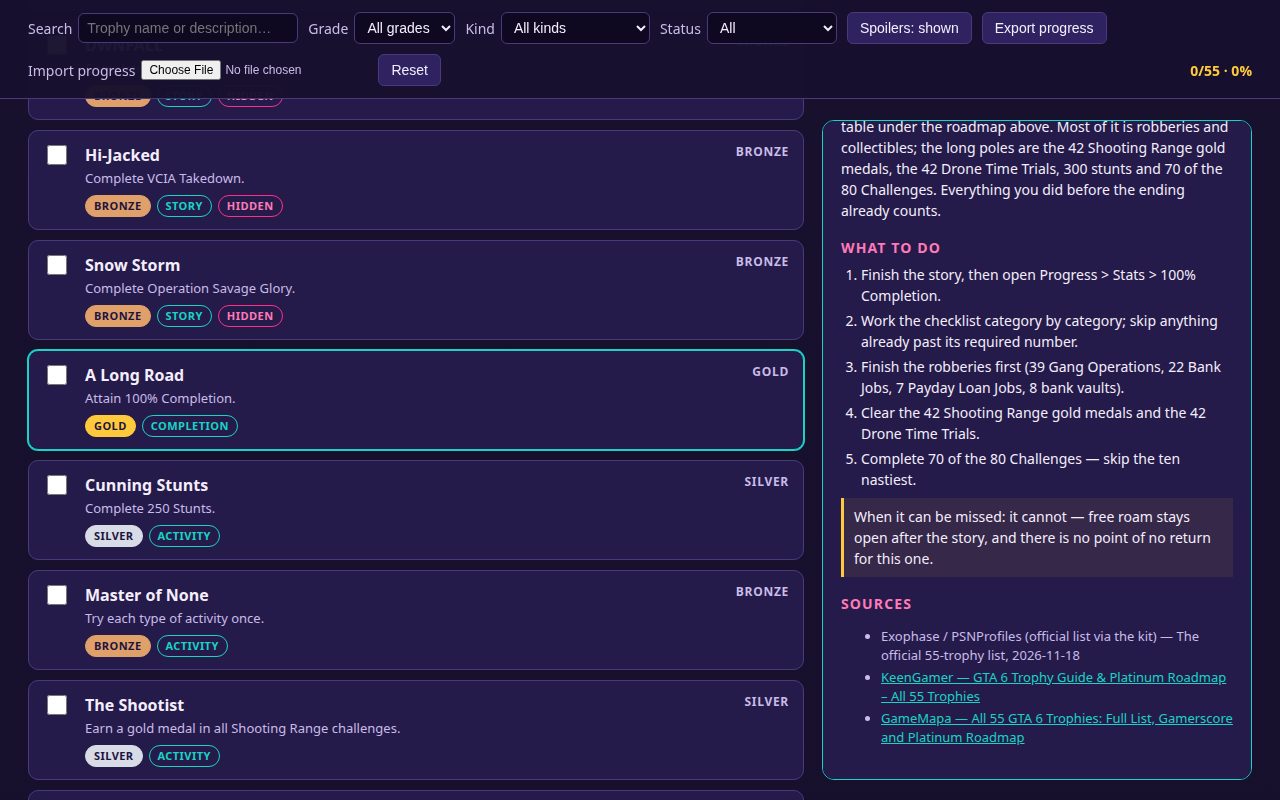 Search Trophy name or description… Grade All grades Kind All kinds Status All Spoilers: shown Export progress
Import progress Choose File No file chosen Reset 0/55 · 0%
BRONZE STORY HIDDEN
Hi-Jacked BRONZE
Complete VCIA Takedown.
BRONZE STORY HIDDEN
Snow Storm BRONZE
Complete Operation Savage Glory.
BRONZE STORY HIDDEN
A Long Road GOLD
Attain 100% Completion.
GOLD COMPLETION
Cunning Stunts SILVER
Complete 250 Stunts.
SILVER ACTIVITY
Master of None BRONZE
Try each type of activity once.
BRONZE ACTIVITY
The Shootist SILVER
Earn a gold medal in all Shooting Range challenges.
SILVER ACTIVITY
table under the roadmap above. Most of it is robberies and
collectibles; the long poles are the 42 Shooting Range gold
medals, the 42 Drone Time Trials, 300 stunts and 70 of the
80 Challenges. Everything you did before the ending
already counts.
WHAT TO DO
1. Finish the story, then open Progress > Stats > 100%
Completion.
2. Work the checklist category by category; skip anything
already past its required number.
3. Finish the robberies first (39 Gang Operations, 22 Bank
Jobs, 7 Payday Loan Jobs, 8 bank vaults).
4. Clear the 42 Shooting Range gold medals and the 42
Drone Time Trials.
5. Complete 70 of the 80 Challenges — skip the ten
nastiest.
When it can be missed: it cannot — free roam stays
open after the story, and there is no point of no return
for this one.
SOURCES
• Exophase / PSNProfiles (official list via the kit) — The
official 55-trophy list, 2026-11-18
• KeenGamer — GTA 6 Trophy Guide & Platinum Roadmap
– All 55 Trophies
• GameMapa — All 55 GTA 6 Trophies: Full List, Gamerscore
and Platinum Roadmap